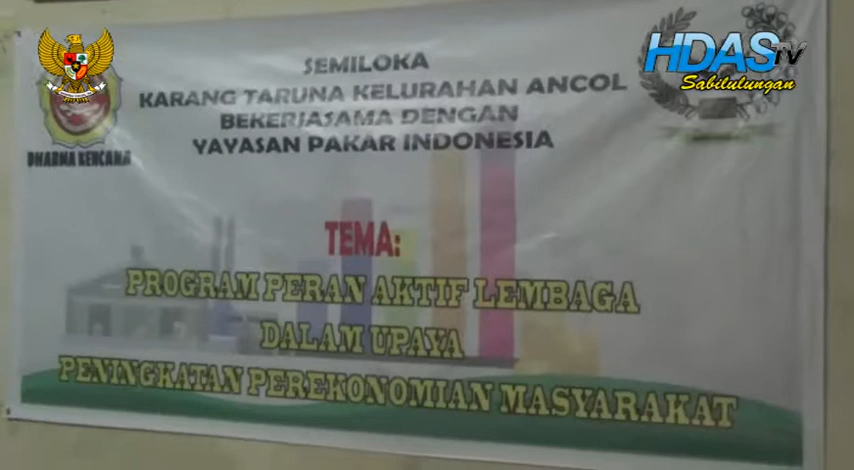 HDAS TV
Sabilulungan
SEMILOKA
KARANG TARUNA KELURAHAN ANCOL
BEKERJASAMA DENGAN
YAYASAN PAKAR INDONESIA
DHARMA KENCANA
TEMA:
PROGRAM PERAN AKTIF LEMBAGA
DALAM UPAYA
PENINGKATAN PEREKONOMIAN MASYARAKAT